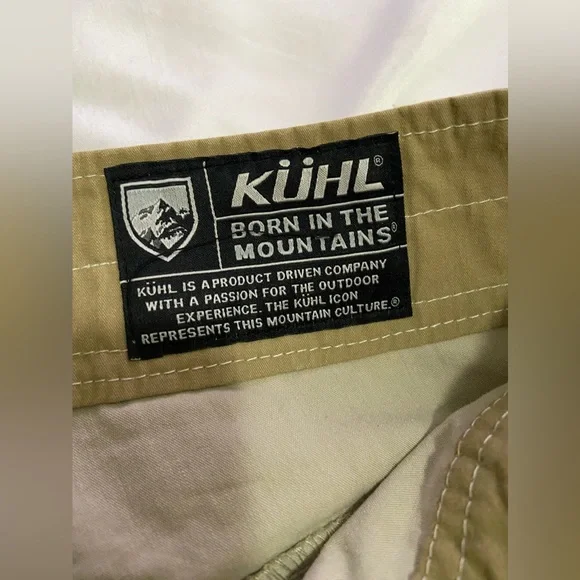 KÜHL®
BORN IN THE
MOUNTAINS®
KÜHL IS A PRODUCT DRIVEN COMPANY
WITH A PASSION FOR THE OUTDOOR
EXPERIENCE. THE KÜHL ICON
REPRESENTS THIS MOUNTAIN CULTURE.®